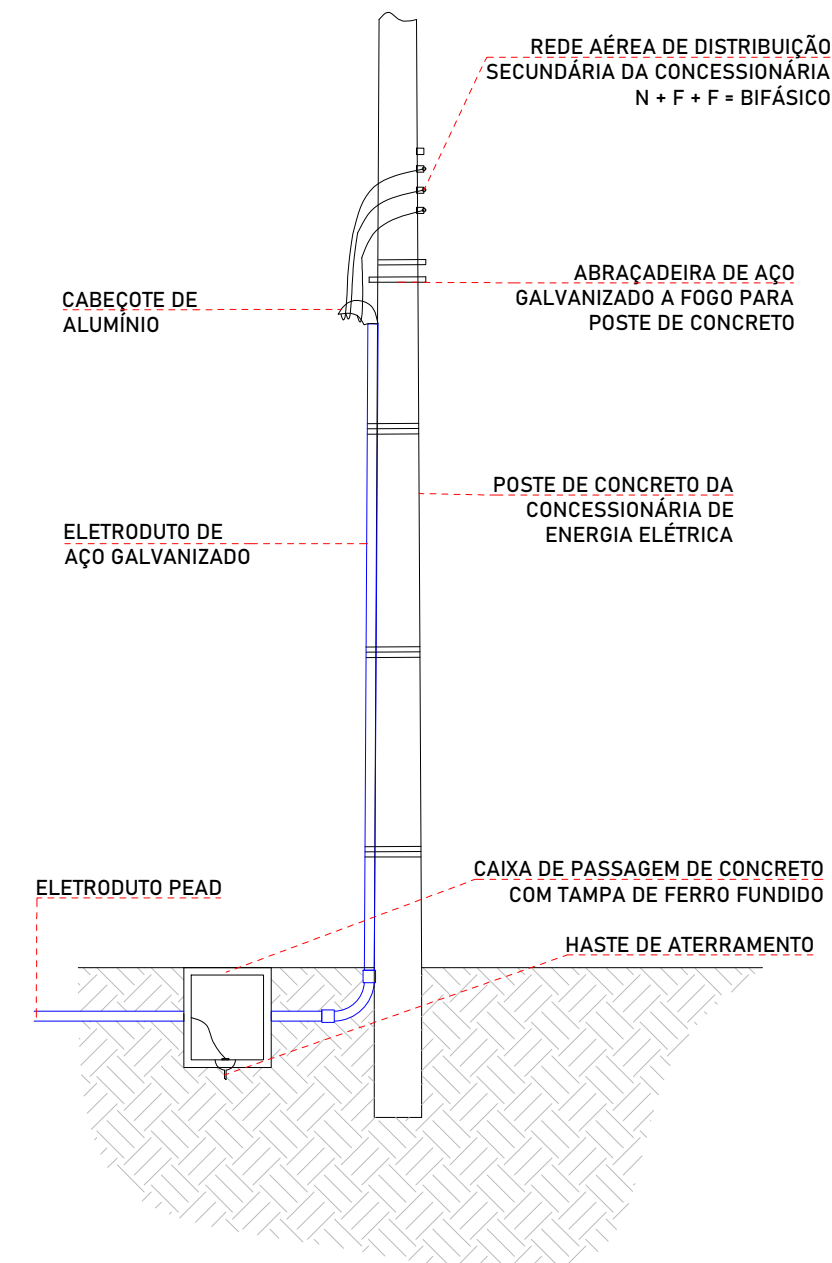 REDE AÉREA DE DISTRIBUIÇÃO
SECUNDÁRIA DA CONCESSIONÁRIA
N + F + F = BIFÁSICO
ABRAÇADEIRA DE AÇO
GALVANIZADO A FOGO PARA
POSTE DE CONCRETO
CABEÇOTE DE
ALUMÍNIO
POSTE DE CONCRETO DA
CONCESSIONÁRIA DE
ENERGIA ELÉTRICA
ELETRODUTO DE
AÇO GALVANIZADO
CAIXA DE PASSAGEM DE CONCRETO
COM TAMPA DE FERRO FUNDIDO
ELETRODUTO PEAD
HASTE DE ATERRAMENTO